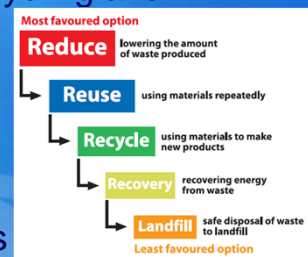 Most favoured option
Reduce
lowering the amount
of waste produced
Reuse
using materials repeatedly
Recycle
using materials to make
new products
Recovery
recovering energy
from waste
Landfill
safe disposal of waste
to landfill
Least favoured option